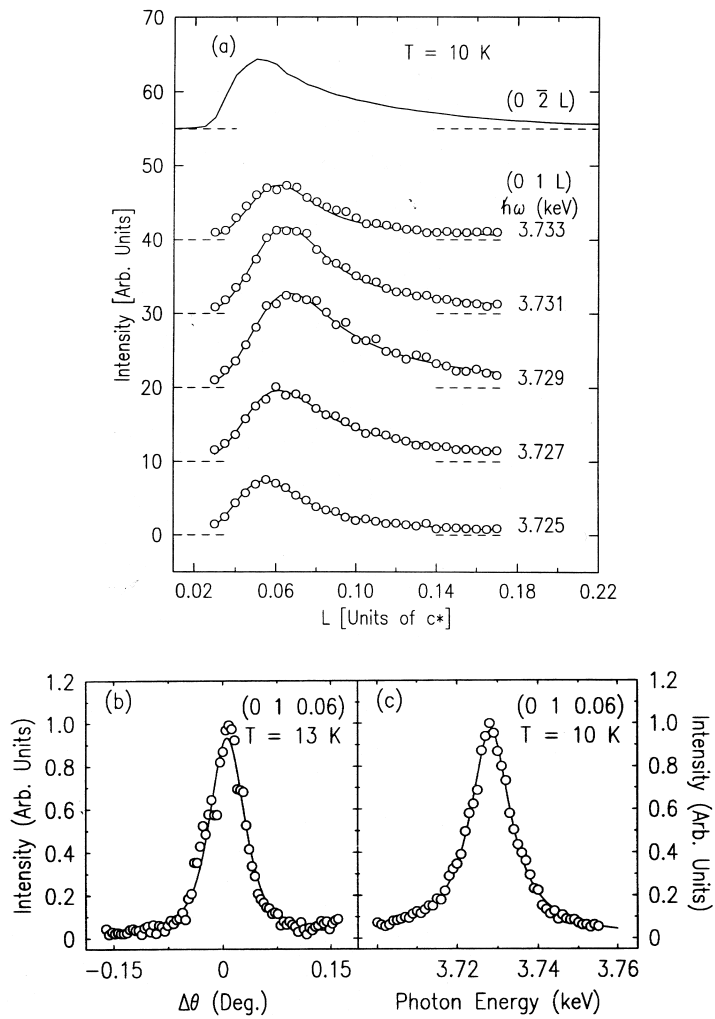 70
60
50
40
30
20
10
0
Intensity [Arb. Units]
(a)
T = 10 K
(0 2̄ L)
(0 1 L)
ħω (keV)
3.733
3.731
3.729
3.727
3.725
0.02 0.06 0.10 0.14 0.18 0.22
L [Units of c*]
1.2
1.0
0.8
0.6
0.4
0.2
0
Intensity (Arb. Units)
(b)
(0 1 0.06)
T = 13 K
-0.15 0 0.15
Δθ (Deg.)
(c)
(0 1 0.06)
T = 10 K
1.2
1.0
0.8
0.6
0.4
0.2
0
Intensity (Arb. Units)
3.72 3.74 3.76
Photon Energy (keV)